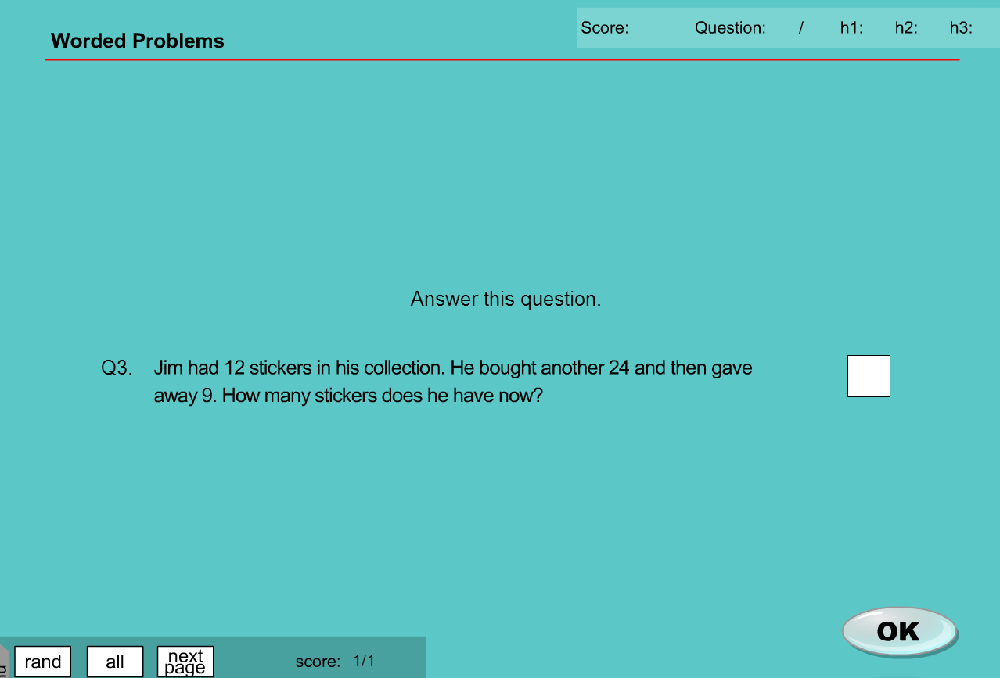 Worded Problems
Score: Question: / h1: h2: h3:
Answer this question.
Q3. Jim had 12 stickers in his collection. He bought another 24 and then gave
away 9. How many stickers does he have now?
OK
rand all next page score: 1/1